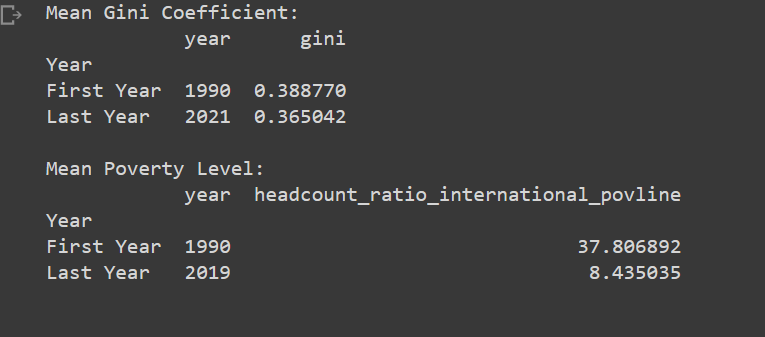 Mean Gini Coefficient:
year gini
Year
First Year 1990 0.388770
Last Year 2021 0.365042
Mean Poverty Level:
year headcount_ratio_international_povline
Year
First Year 1990 37.806892
Last Year 2019 8.435035